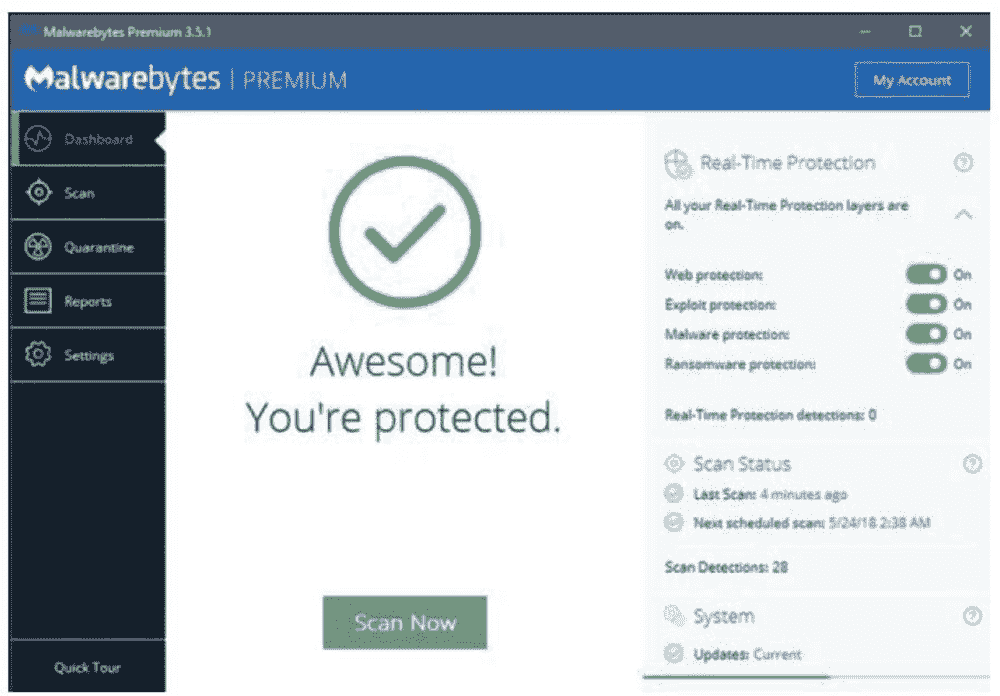 Malwarebytes Premium 3.5.1
Malwarebytes | PREMIUM
My Account
Dashboard
Scan
Quarantine
Reports
Settings
Quick Tour
Awesome!
You're protected.
Scan Now
Real-Time Protection
All your Real-Time Protection layers are
on.
Web protection: On
Exploit protection: On
Malware protection: On
Ransomware protection: On
Real-Time Protection detections: 0
Scan Status
Last Scan: 4 minutes ago
Next scheduled scan: 5/24/18 2:38 AM
Scan Detections: 28
System
Updates: Current